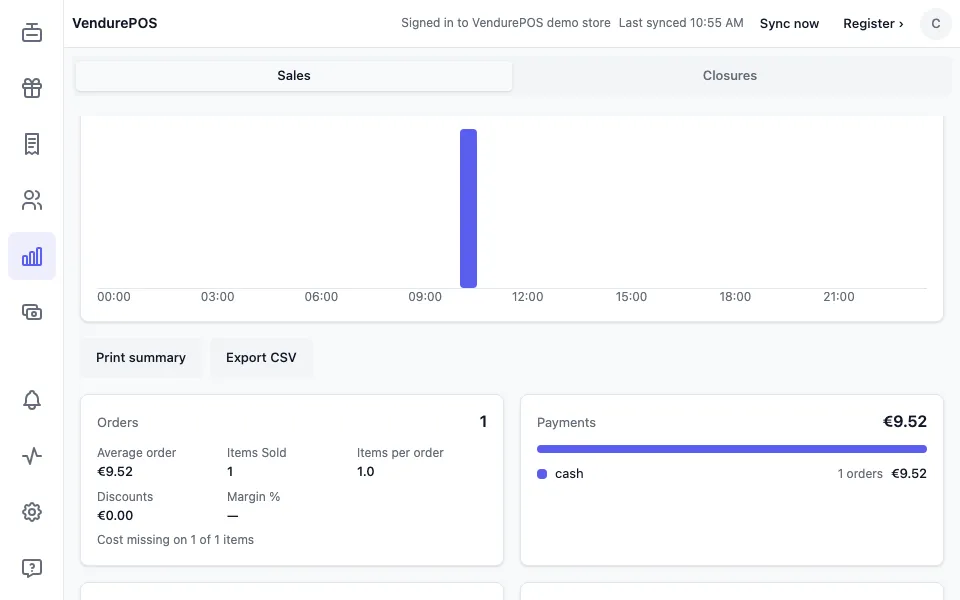 VendurePOS
Signed in to VendurePOS demo store Last synced 10:55 AM Sync now Register › C
Sales Closures
00:00 03:00 06:00 09:00 12:00 15:00 18:00 21:00
Print summary Export CSV
Orders 1
Average order Items Sold Items per order
€9.52 1 1.0
Discounts Margin %
€0.00 —
Cost missing on 1 of 1 items
Payments €9.52
cash 1 orders €9.52